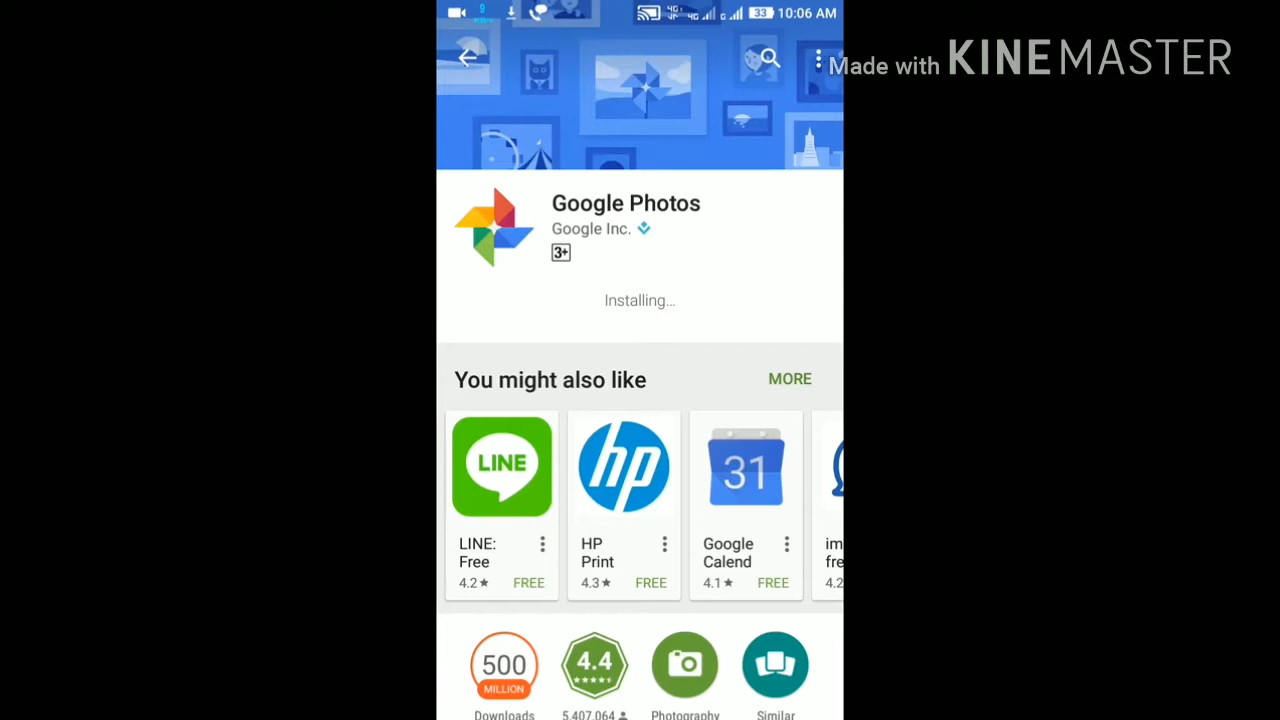 9
33 10:06 AM
Made with KINEMASTER
Google Photos
Google Inc.
3+
Installing...
You might also like MORE
LINE
hp
31
LINE:
Free
4.2★ FREE
HP
Print
4.3★ FREE
Google
Calend
4.1★ FREE
im
fre
4.2
500
MILLION
4.4
Downloads
5,407,064
Photography
Similar